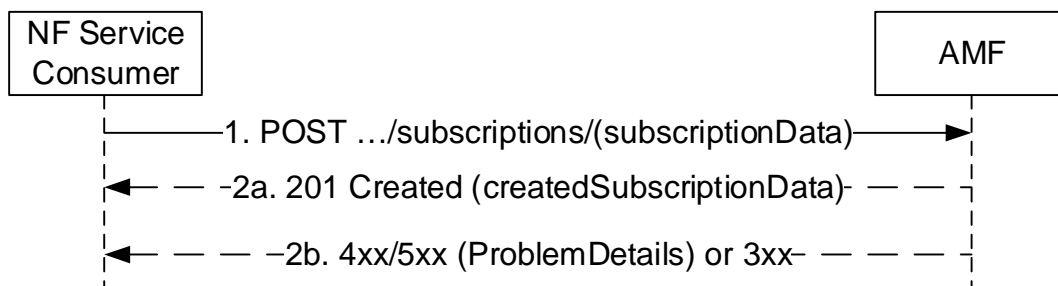 NF Service
Consumer
AMF
1. POST …/subscriptions/(subscriptionData)
2a. 201 Created (createdSubscriptionData)
2b. 4xx/5xx (ProblemDetails) or 3xx